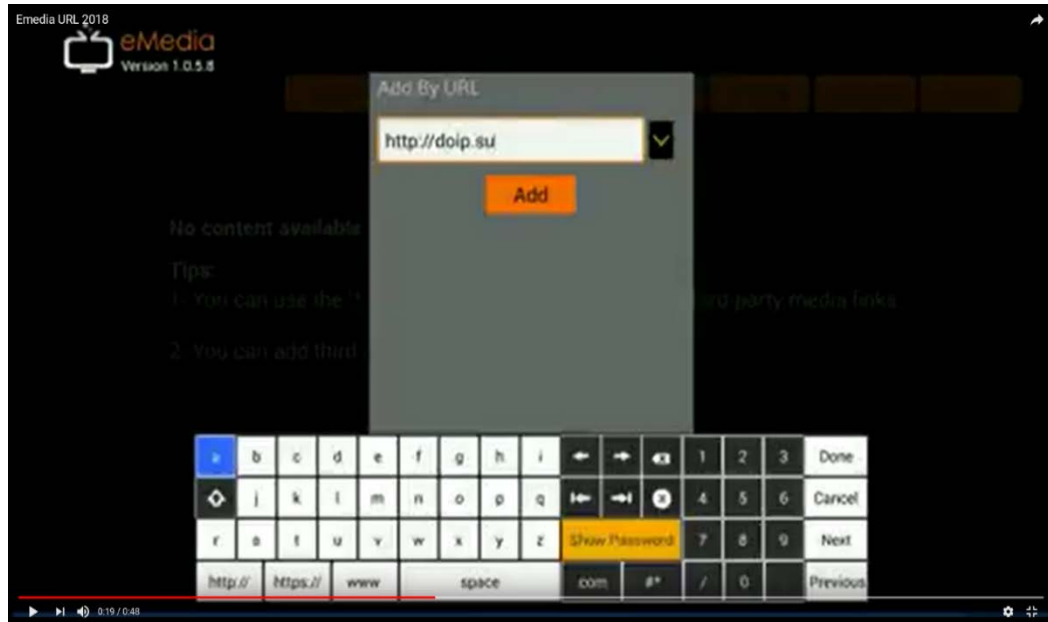 Emedia URL 2018
eMedia
Version 1.0.5.8
Add By URL
http://doip.su
Add
No content available
Tips:
1. You can use the "
party media links
2. You can add third
a b c d e f g h i 1 2 3 Done
j k l m n o p q 4 5 6 Cancel
r s t u v w x y z Show Password 7 8 9 Next
http:// https:// www space com #* / 0 Previous
0:19 / 0:48